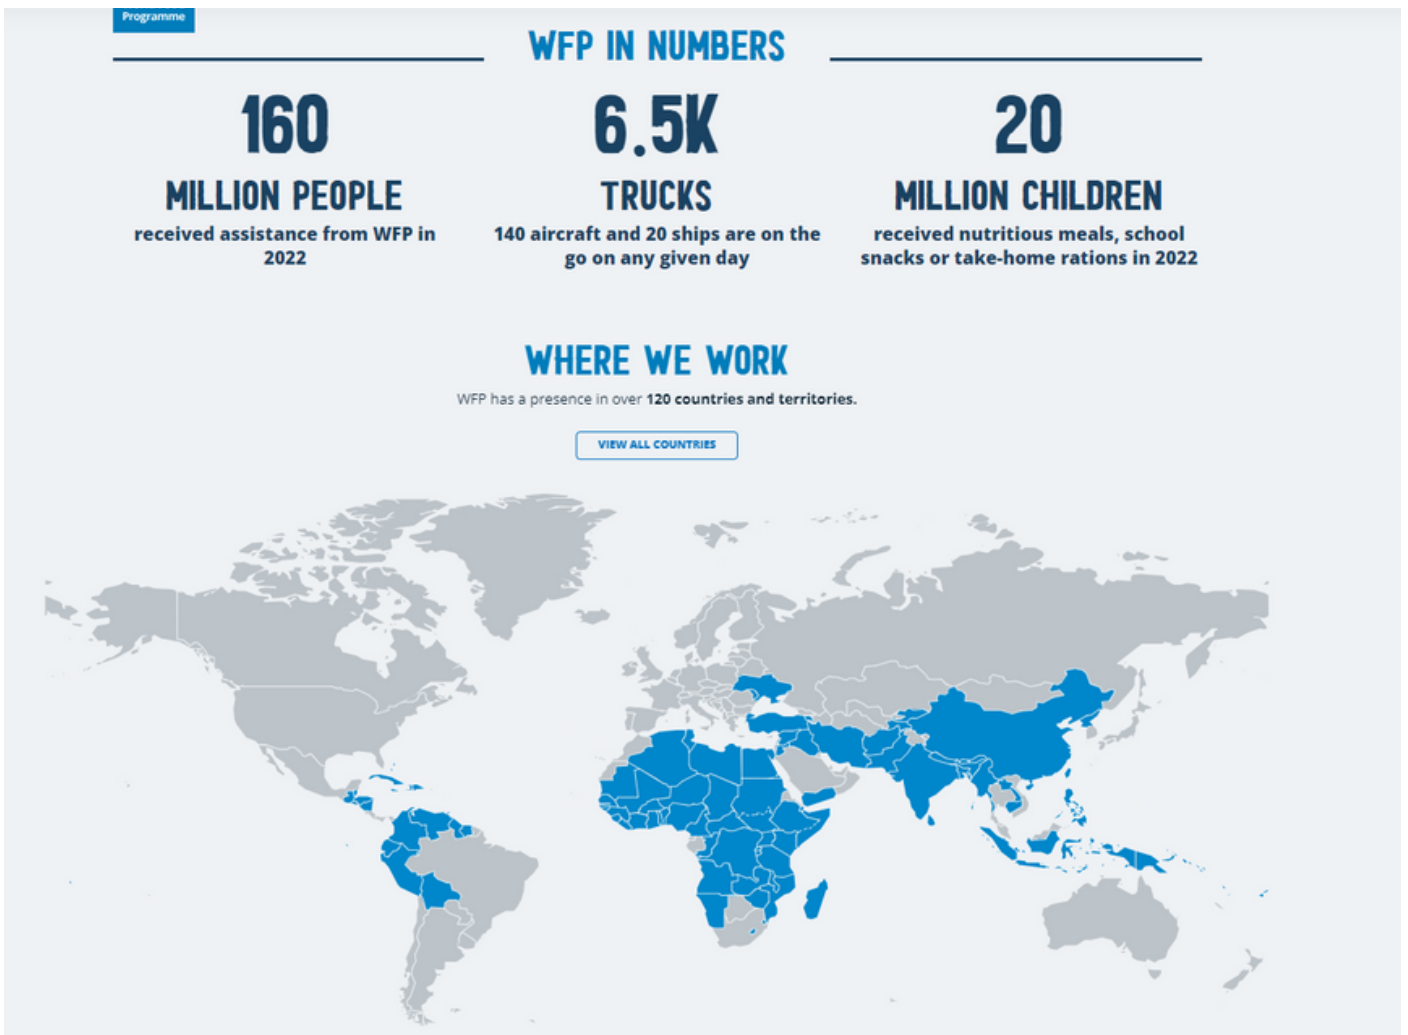 Programme
WFP IN NUMBERS
160
MILLION PEOPLE
received assistance from WFP in
2022
6.5K
TRUCKS
140 aircraft and 20 ships are on the
go on any given day
20
MILLION CHILDREN
received nutritious meals, school
snacks or take-home rations in 2022
WHERE WE WORK
WFP has a presence in over 120 countries and territories.
VIEW ALL COUNTRIES